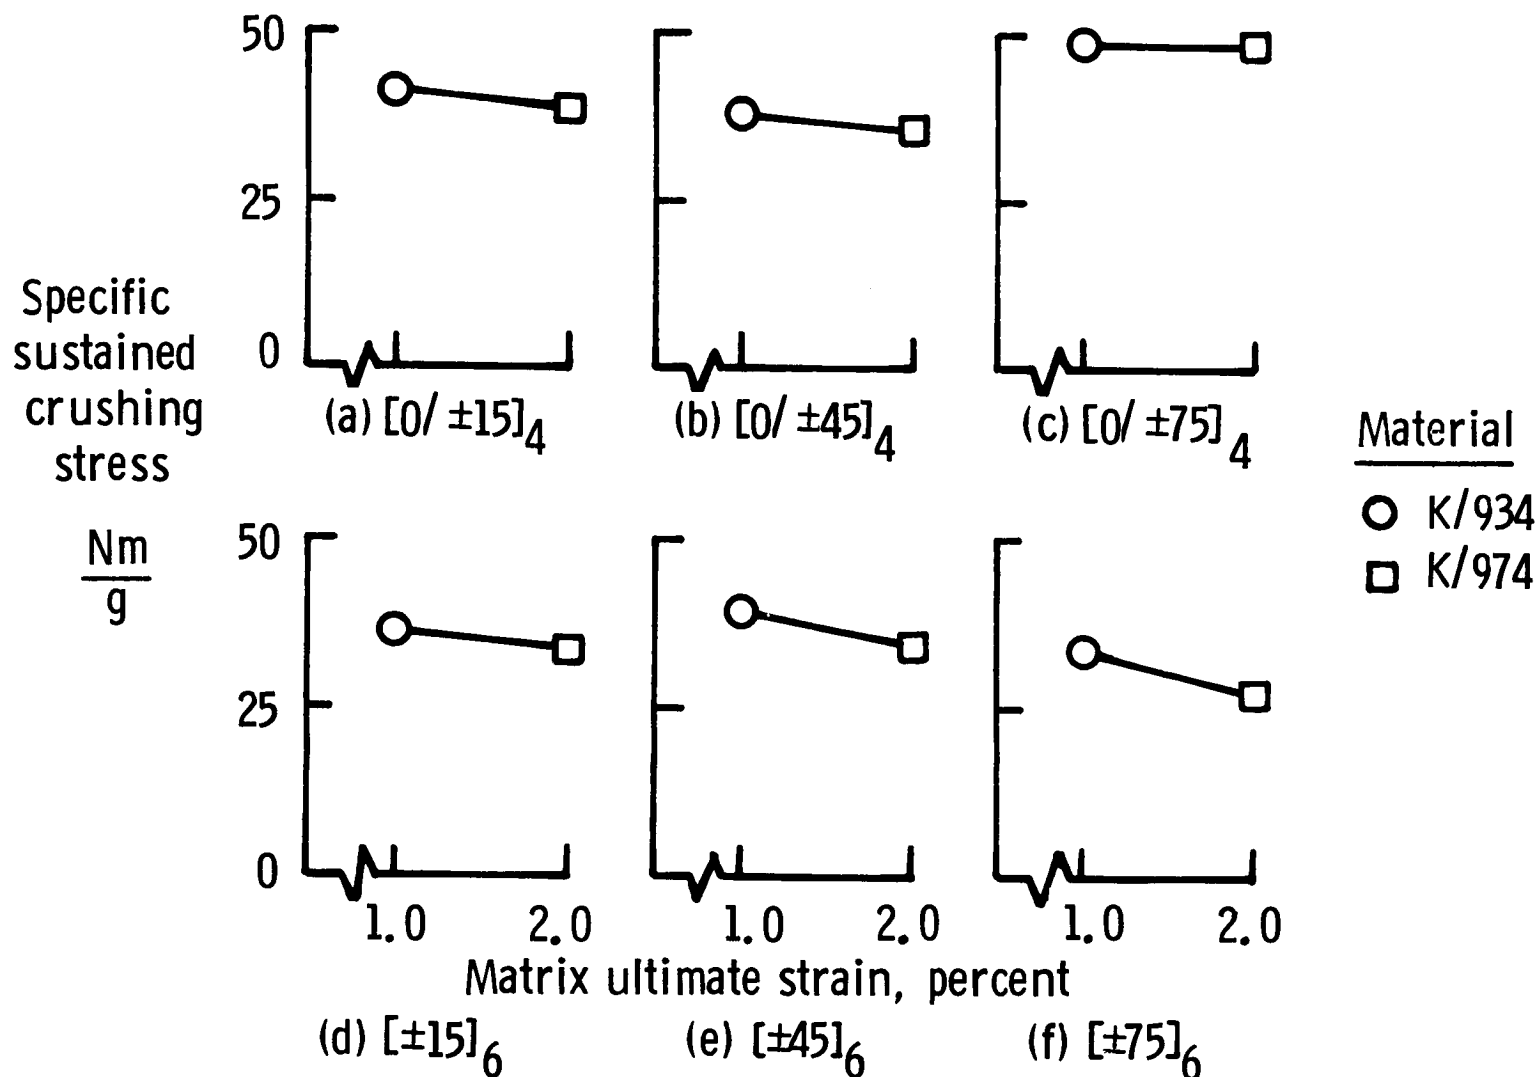 50
25
0
Specific
sustained
crushing
stress
Nm
g
(a) [0/ ±15]4
(b) [0/ ±45]4
(c) [0/ ±75]4
Material
K/934
K/974
50
25
0
1.0 2.0 1.0 2.0 1.0 2.0
Matrix ultimate strain, percent
(d) [±15]6
(e) [±45]6
(f) [±75]6